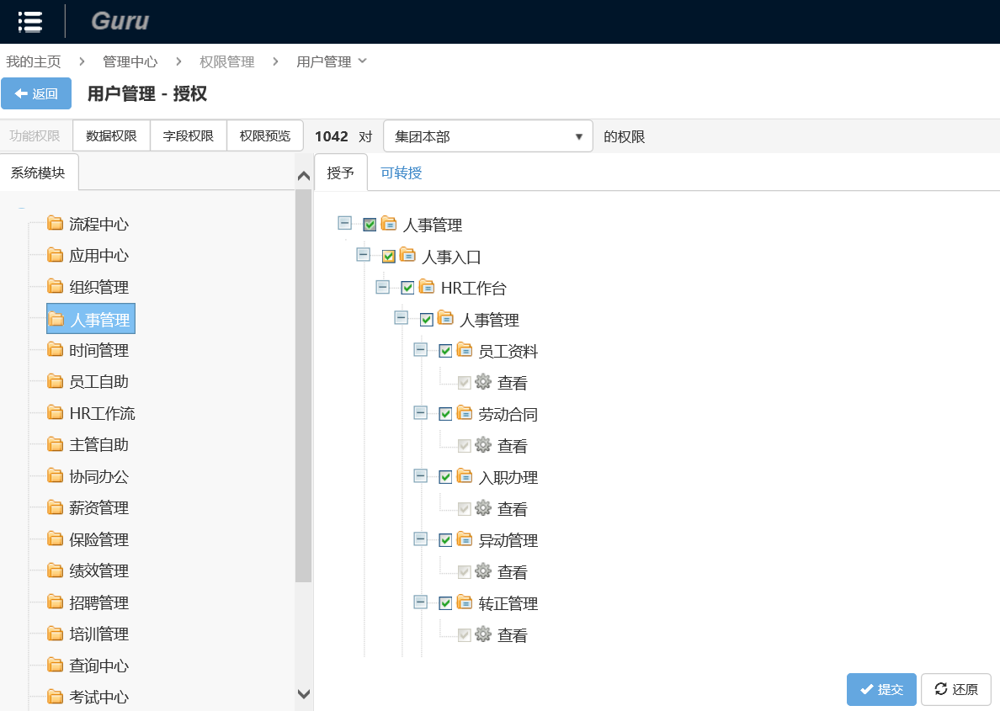 Guru
我的主页 管理中心 权限管理 用户管理
返回 用户管理 - 授权
功能权限 数据权限 字段权限 权限预览 1042 对 集团本部 的权限
系统模块
流程中心
应用中心
组织管理
人事管理
时间管理
员工自助
HR工作流
主管自助
协同办公
薪资管理
保险管理
绩效管理
招聘管理
培训管理
查询中心
考试中心
授予 可转授
人事管理
人事入口
HR工作台
人事管理
员工资料
查看
劳动合同
查看
入职办理
查看
异动管理
查看
转正管理
查看
提交 还原